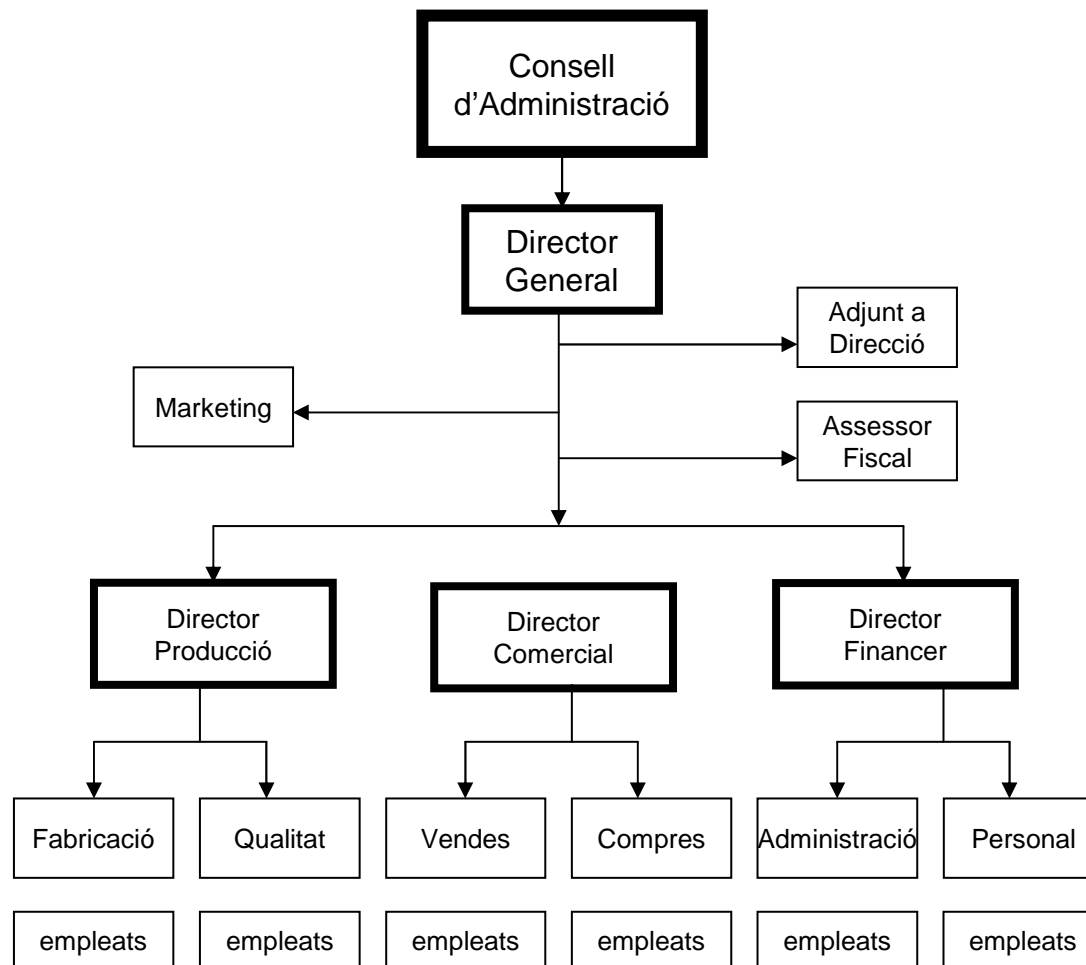 Consell
d’Administració
Director
General
Adjunt a
Direcció
Marketing
Assessor
Fiscal
Director
Producció
Director
Comercial
Director
Financer
Fabricació
Qualitat
Vendes
Compres
Administració
Personal
empleats
empleats
empleats
empleats
empleats
empleats